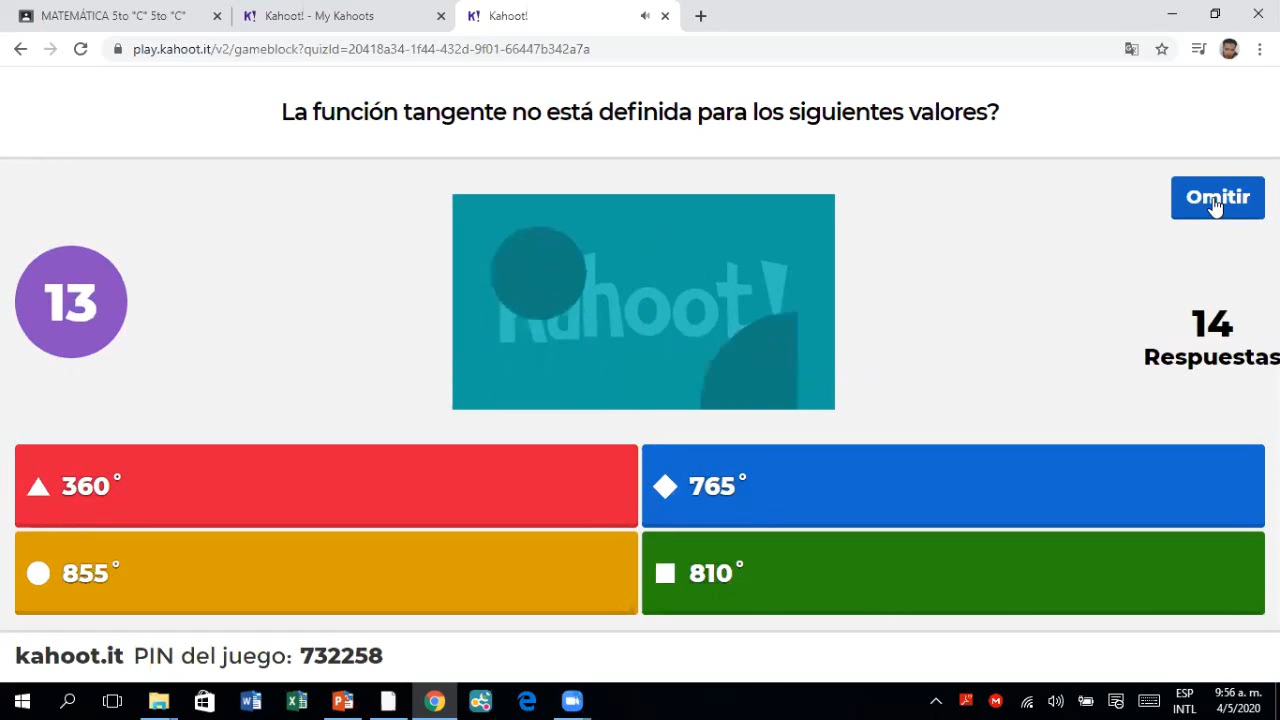 MATEMÁTICA 5to "C" 5to "C"
Kahoot! - My Kahoots
Kahoot!
play.kahoot.it/v2/gameblock?quizId=20418a34-1f44-432d-9f01-66447b342a7a
La función tangente no está definida para los siguientes valores?
Omitir
Kahoot!
13
14
Respuestas
360°
765°
855°
810°
kahoot.it PIN del juego: 732258
ESP
INTL
9:56 a. m.
4/5/2020